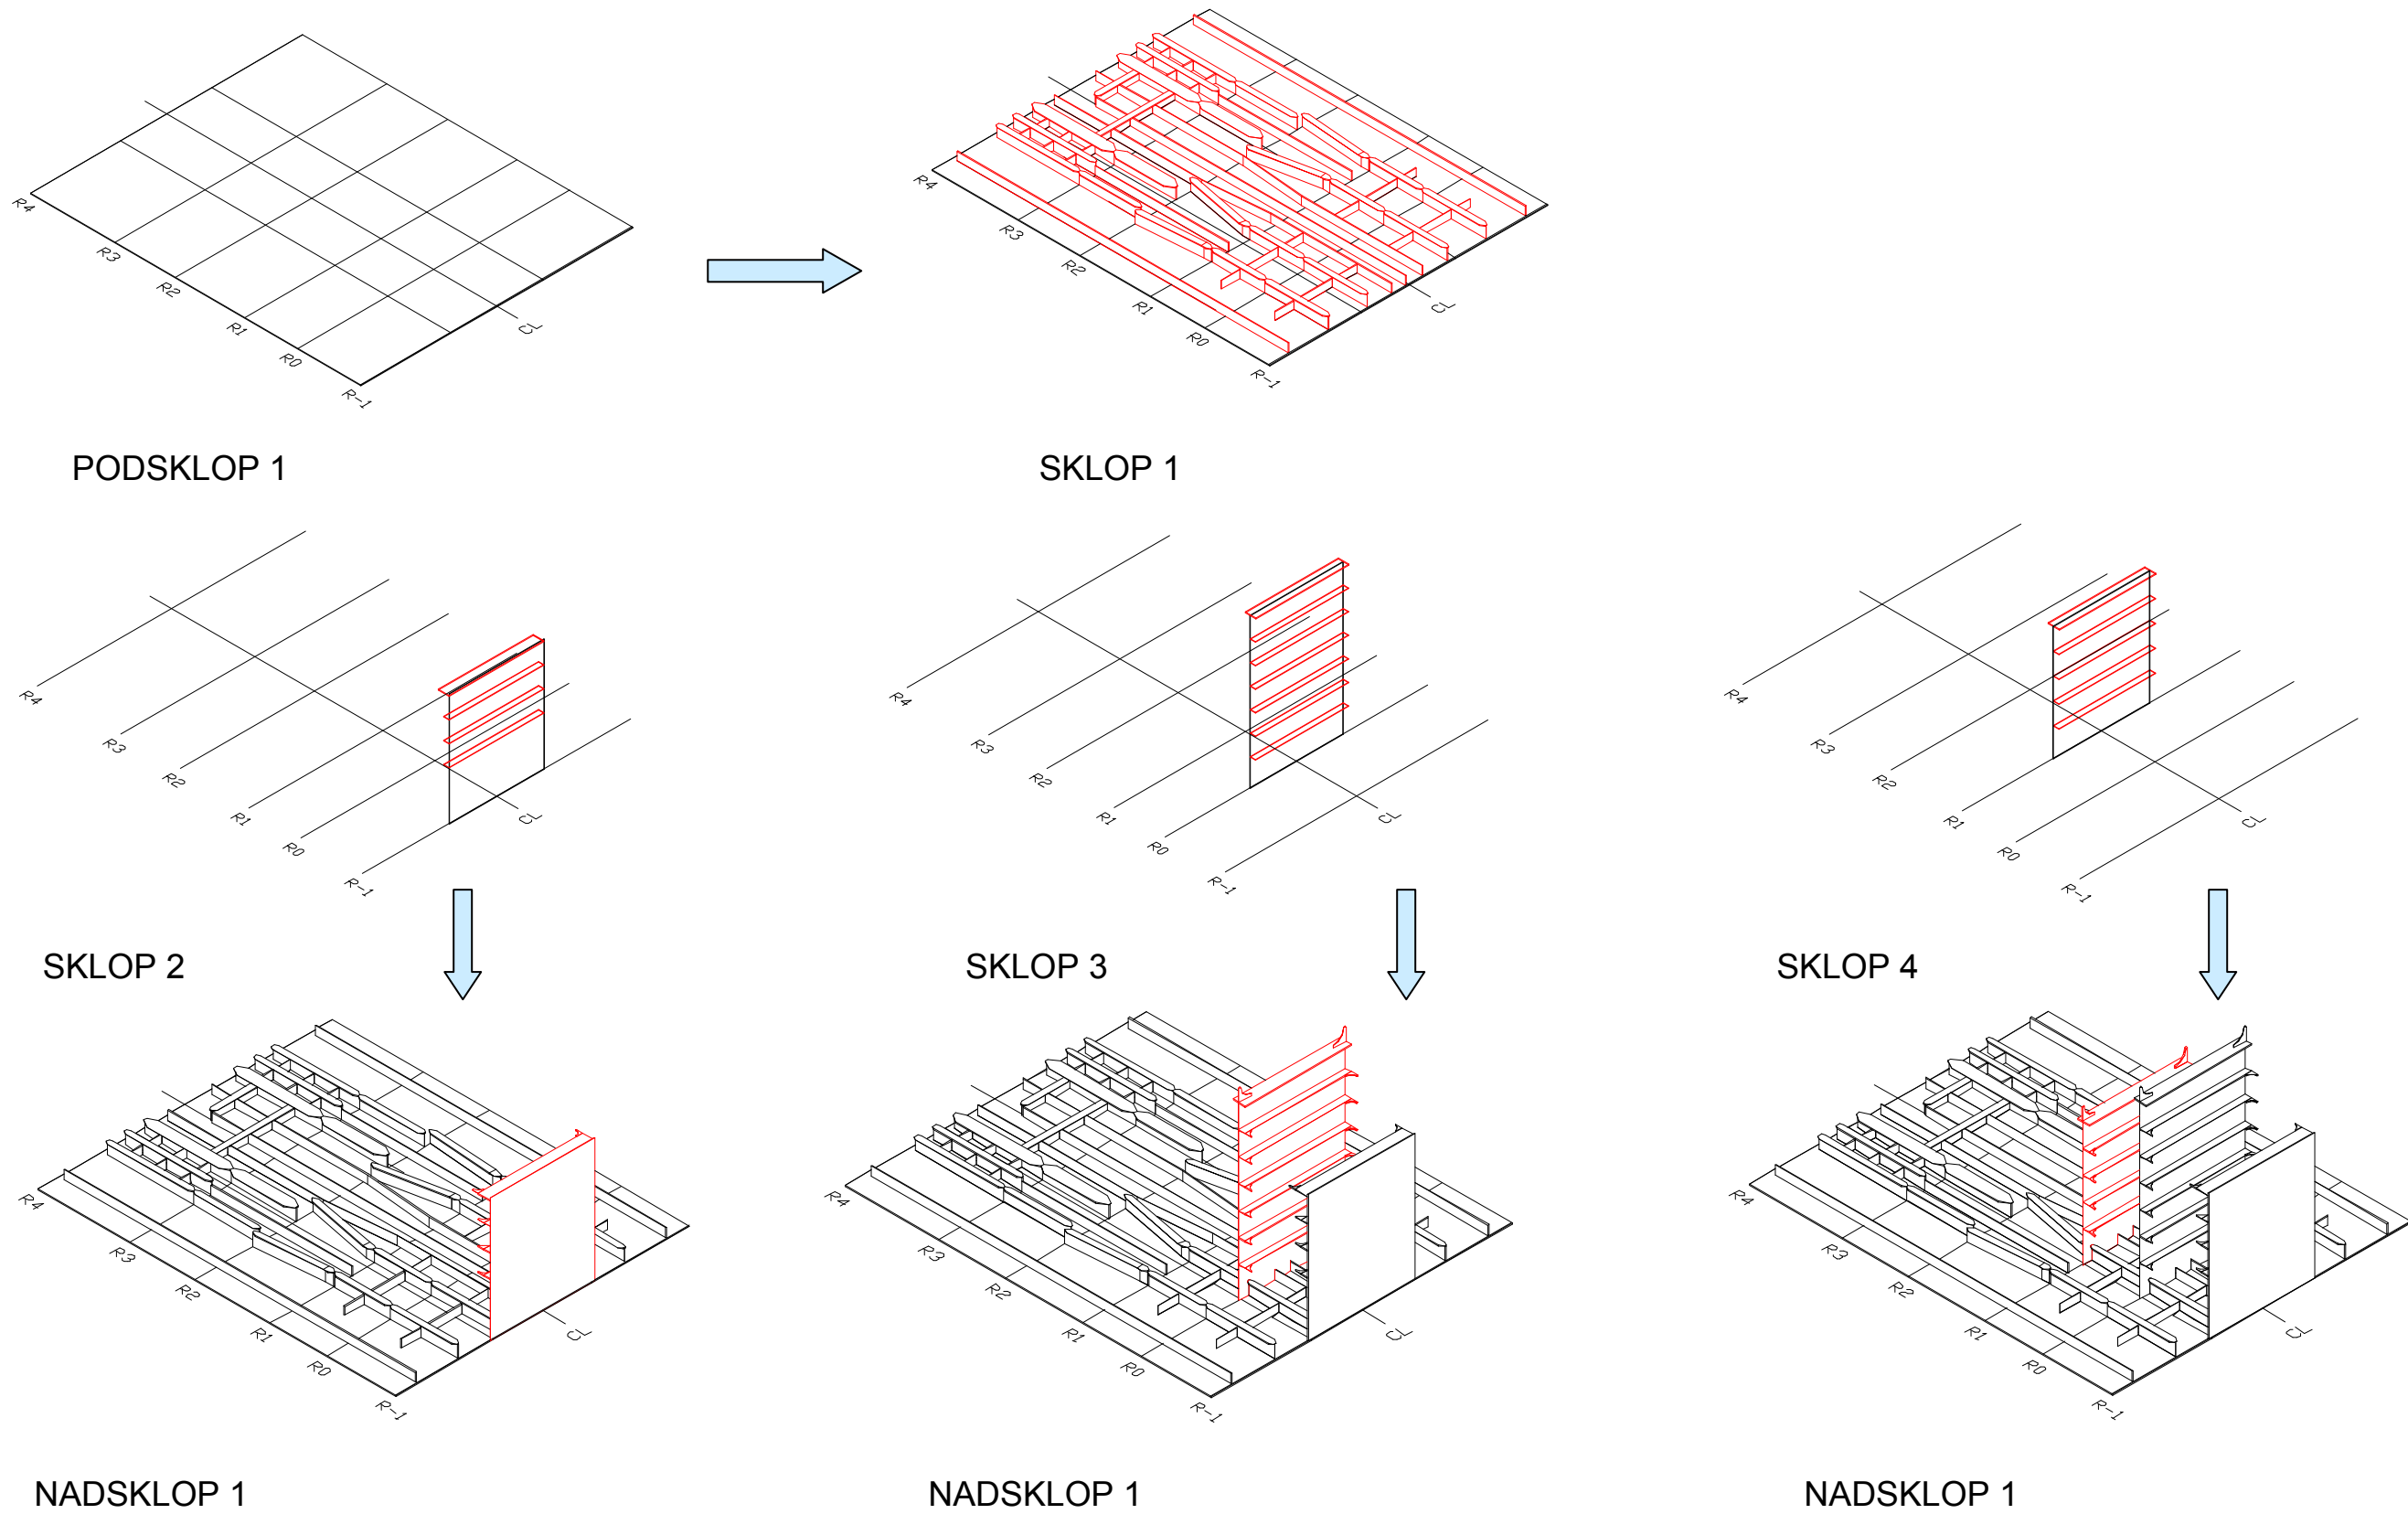 R4
R3
R2
R1
R0
R-1
CL
PODSKLOP 1
R4
R3
R2
R1
R0
R-1
CL
SKLOP 1
R4
R3
R2
R1
R0
R-1
CL
SKLOP 2
R4
R3
R2
R1
R0
R-1
CL
SKLOP 3
R4
R3
R2
R1
R0
R-1
CL
SKLOP 4
R4
R3
R2
R1
R0
R-1
CL
NADSKLOP 1
R4
R3
R2
R1
R0
R-1
CL
NADSKLOP 1
R4
R3
R2
R1
R0
R-1
CL
NADSKLOP 1